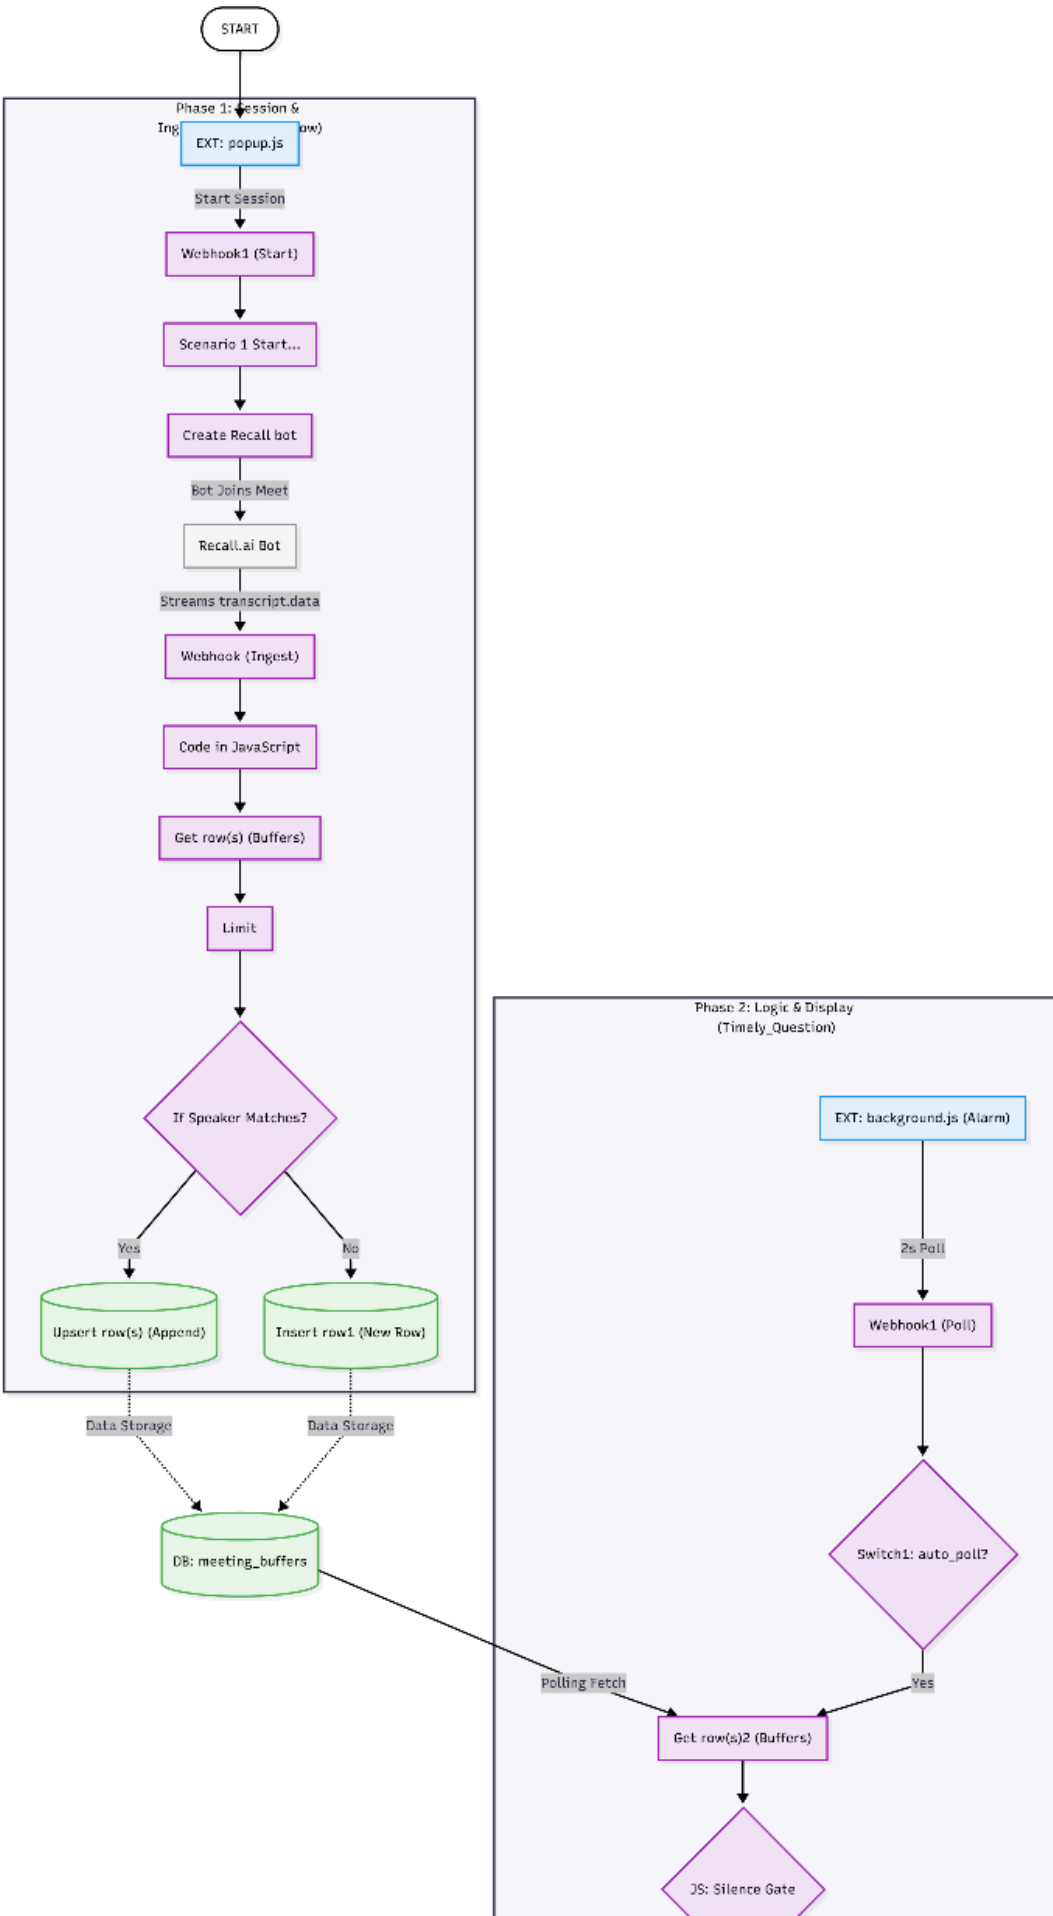 START
Phase 1: Session &
Ing
ow)
EXT: popup.js
Start Session
Webhook1 (Start)
Scenario 1 Start...
Create Recall bot
Bot Joins Meet
Recall.ai Bot
Streams transcript.data
Webhook (Ingest)
Code in JavaScript
Get row(s) (Buffers)
Limit
If Speaker Matches?
Yes
No
Upsert row(s) (Append)
Insert row1 (New Row)
Data Storage
Data Storage
DB: meeting_buffers
Phase 2: Logic & Display
(Timely_Question)
EXT: background.js (Alarm)
2s Poll
Webhook1 (Poll)
Switch1: auto_poll?
Polling Fetch
Yes
Get row(s)2 (Buffers)
JS: Silence Gate